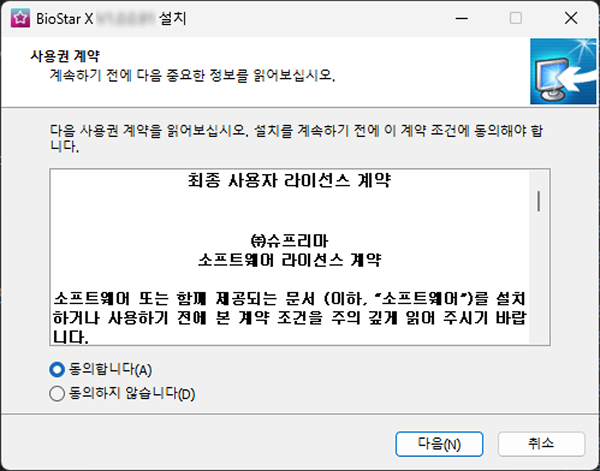 BioStar X 설치
사용권 계약
계속하기 전에 다음 중요한 정보를 읽어보십시오.
다음 사용권 계약을 읽어보십시오. 설치를 계속하기 전에 이 계약 조건에 동의해야 합
니다.
최종 사용자 라이선스 계약
㈜슈프리마
소프트웨어 라이선스 계약
소프트웨어 또는 함께 제공되는 문서 (이하, “소프트웨어”)를 설치
하거나 사용하기 전에 본 계약 조건을 주의 깊게 읽어 주시기 바랍
니다.
동의합니다(A)
동의하지 않습니다(D)
다음(N)
취소